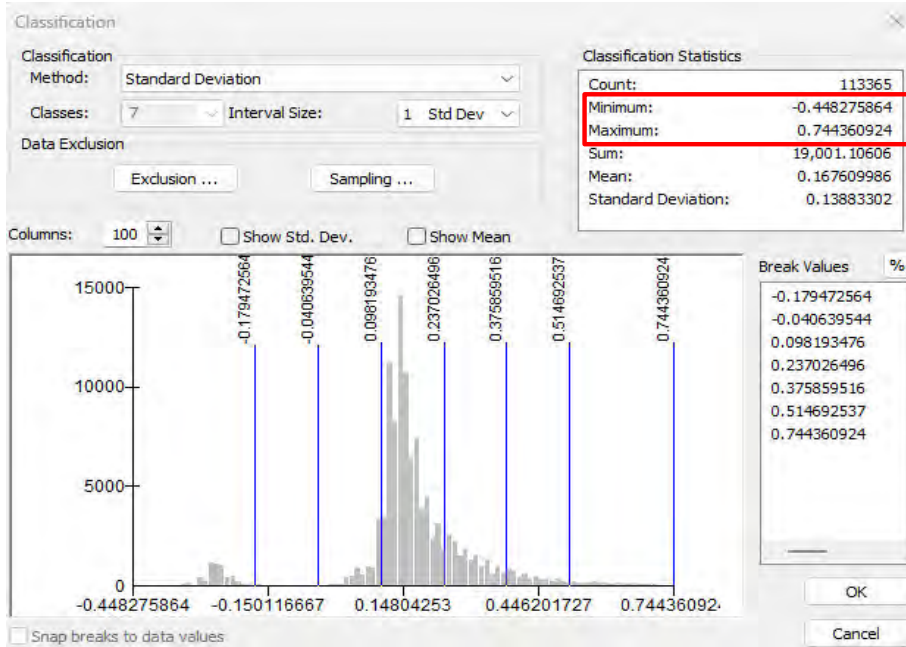 Classification
Classification
Method: Standard Deviation
Classes: 7 Interval Size: 1 Std Dev
Data Exclusion
Exclusion ... Sampling ...
Classification Statistics
Count: 113365
Minimum: -0.448275864
Maximum: 0.744360924
Sum: 19,001.10606
Mean: 0.167609986
Standard Deviation: 0.13883302
Columns: 100 Show Std. Dev. Show Mean
Break Values %
-0.179472564
-0.040639544
0.098193476
0.237026496
0.375859516
0.514692537
0.744360924
15000
10000
5000
0
-0.179472564
-0.040639544
0.098193476
0.237026496
0.375859516
0.514692537
0.744360924
-0.448275864 -0.150116667 0.14804253 0.446201727 0.744360924
OK
Snap breaks to data values
Cancel